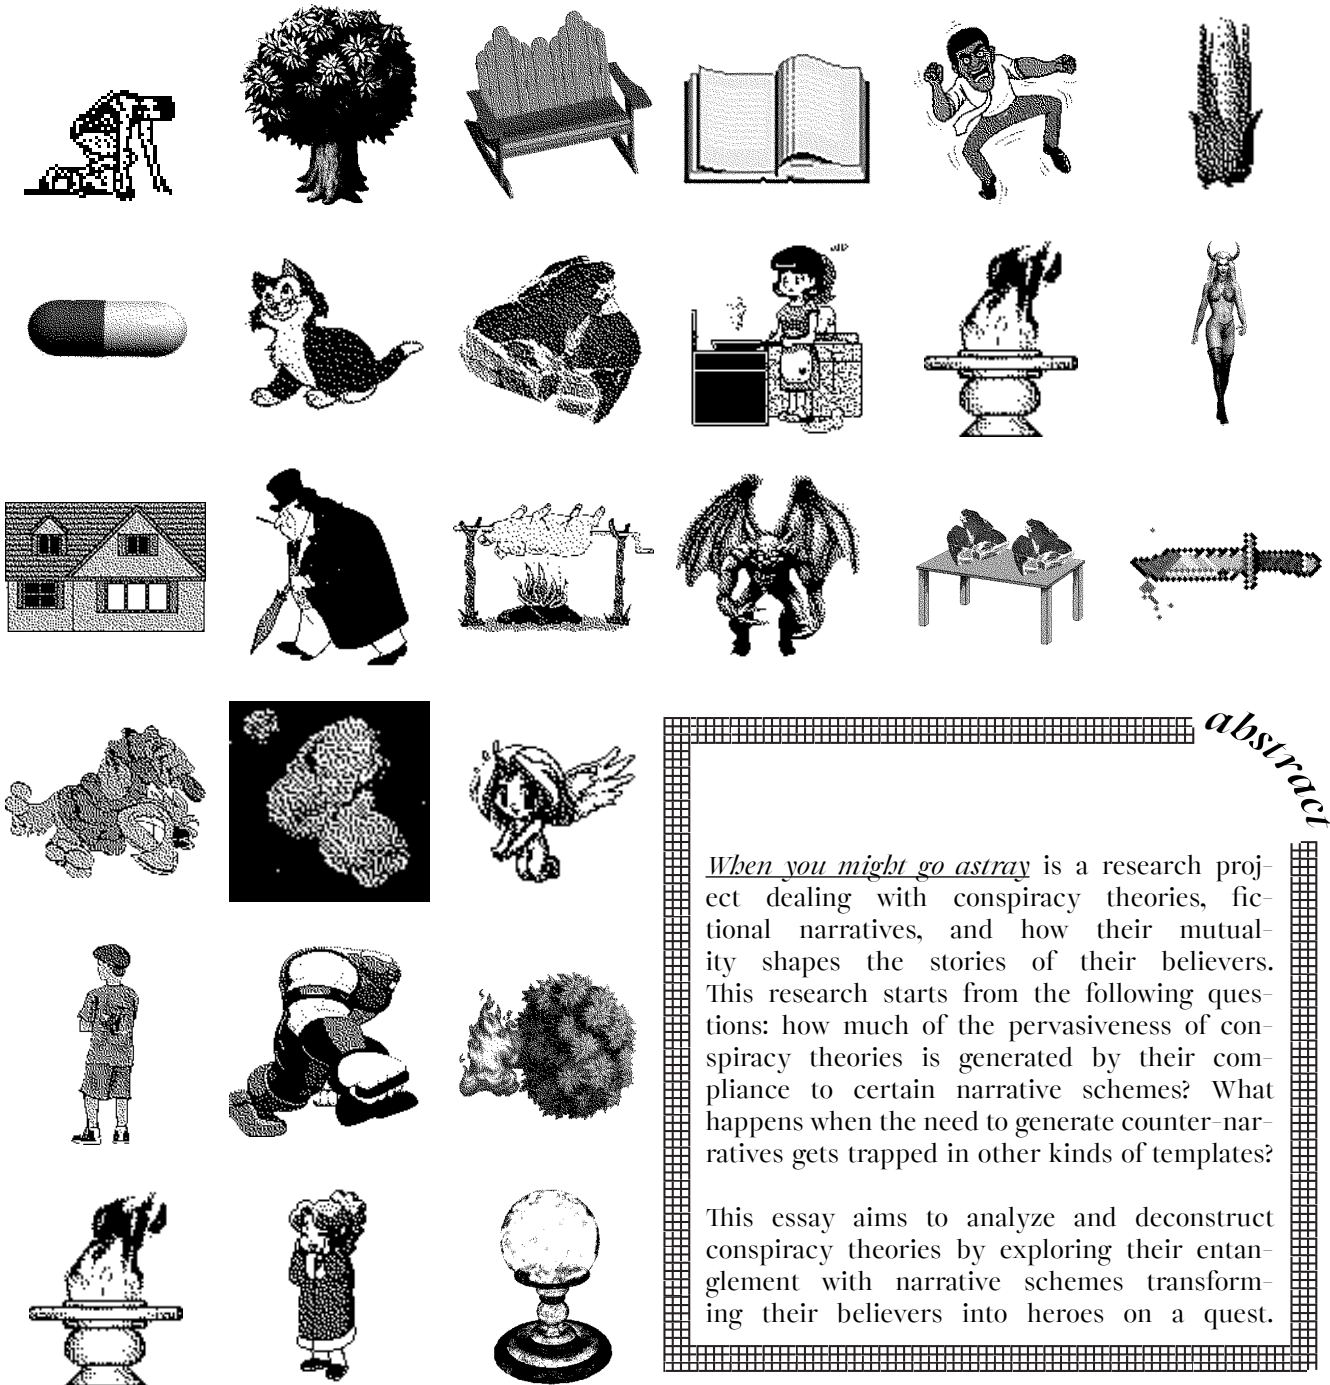 abstract
When you might go astray is a research proj-
ect dealing with conspiracy theories, fic-
tional narratives, and how their mutual-
ity shapes the stories of their believers.
This research starts from the following ques-
tions: how much of the pervasiveness of con-
spiracy theories is generated by their com-
pliance to certain narrative schemes? What
happens when the need to generate counter-nar-
ratives gets trapped in other kinds of templates?
This essay aims to analyze and deconstruct
conspiracy theories by exploring their entan-
glement with narrative schemes transform-
ing their believers into heroes on a quest.